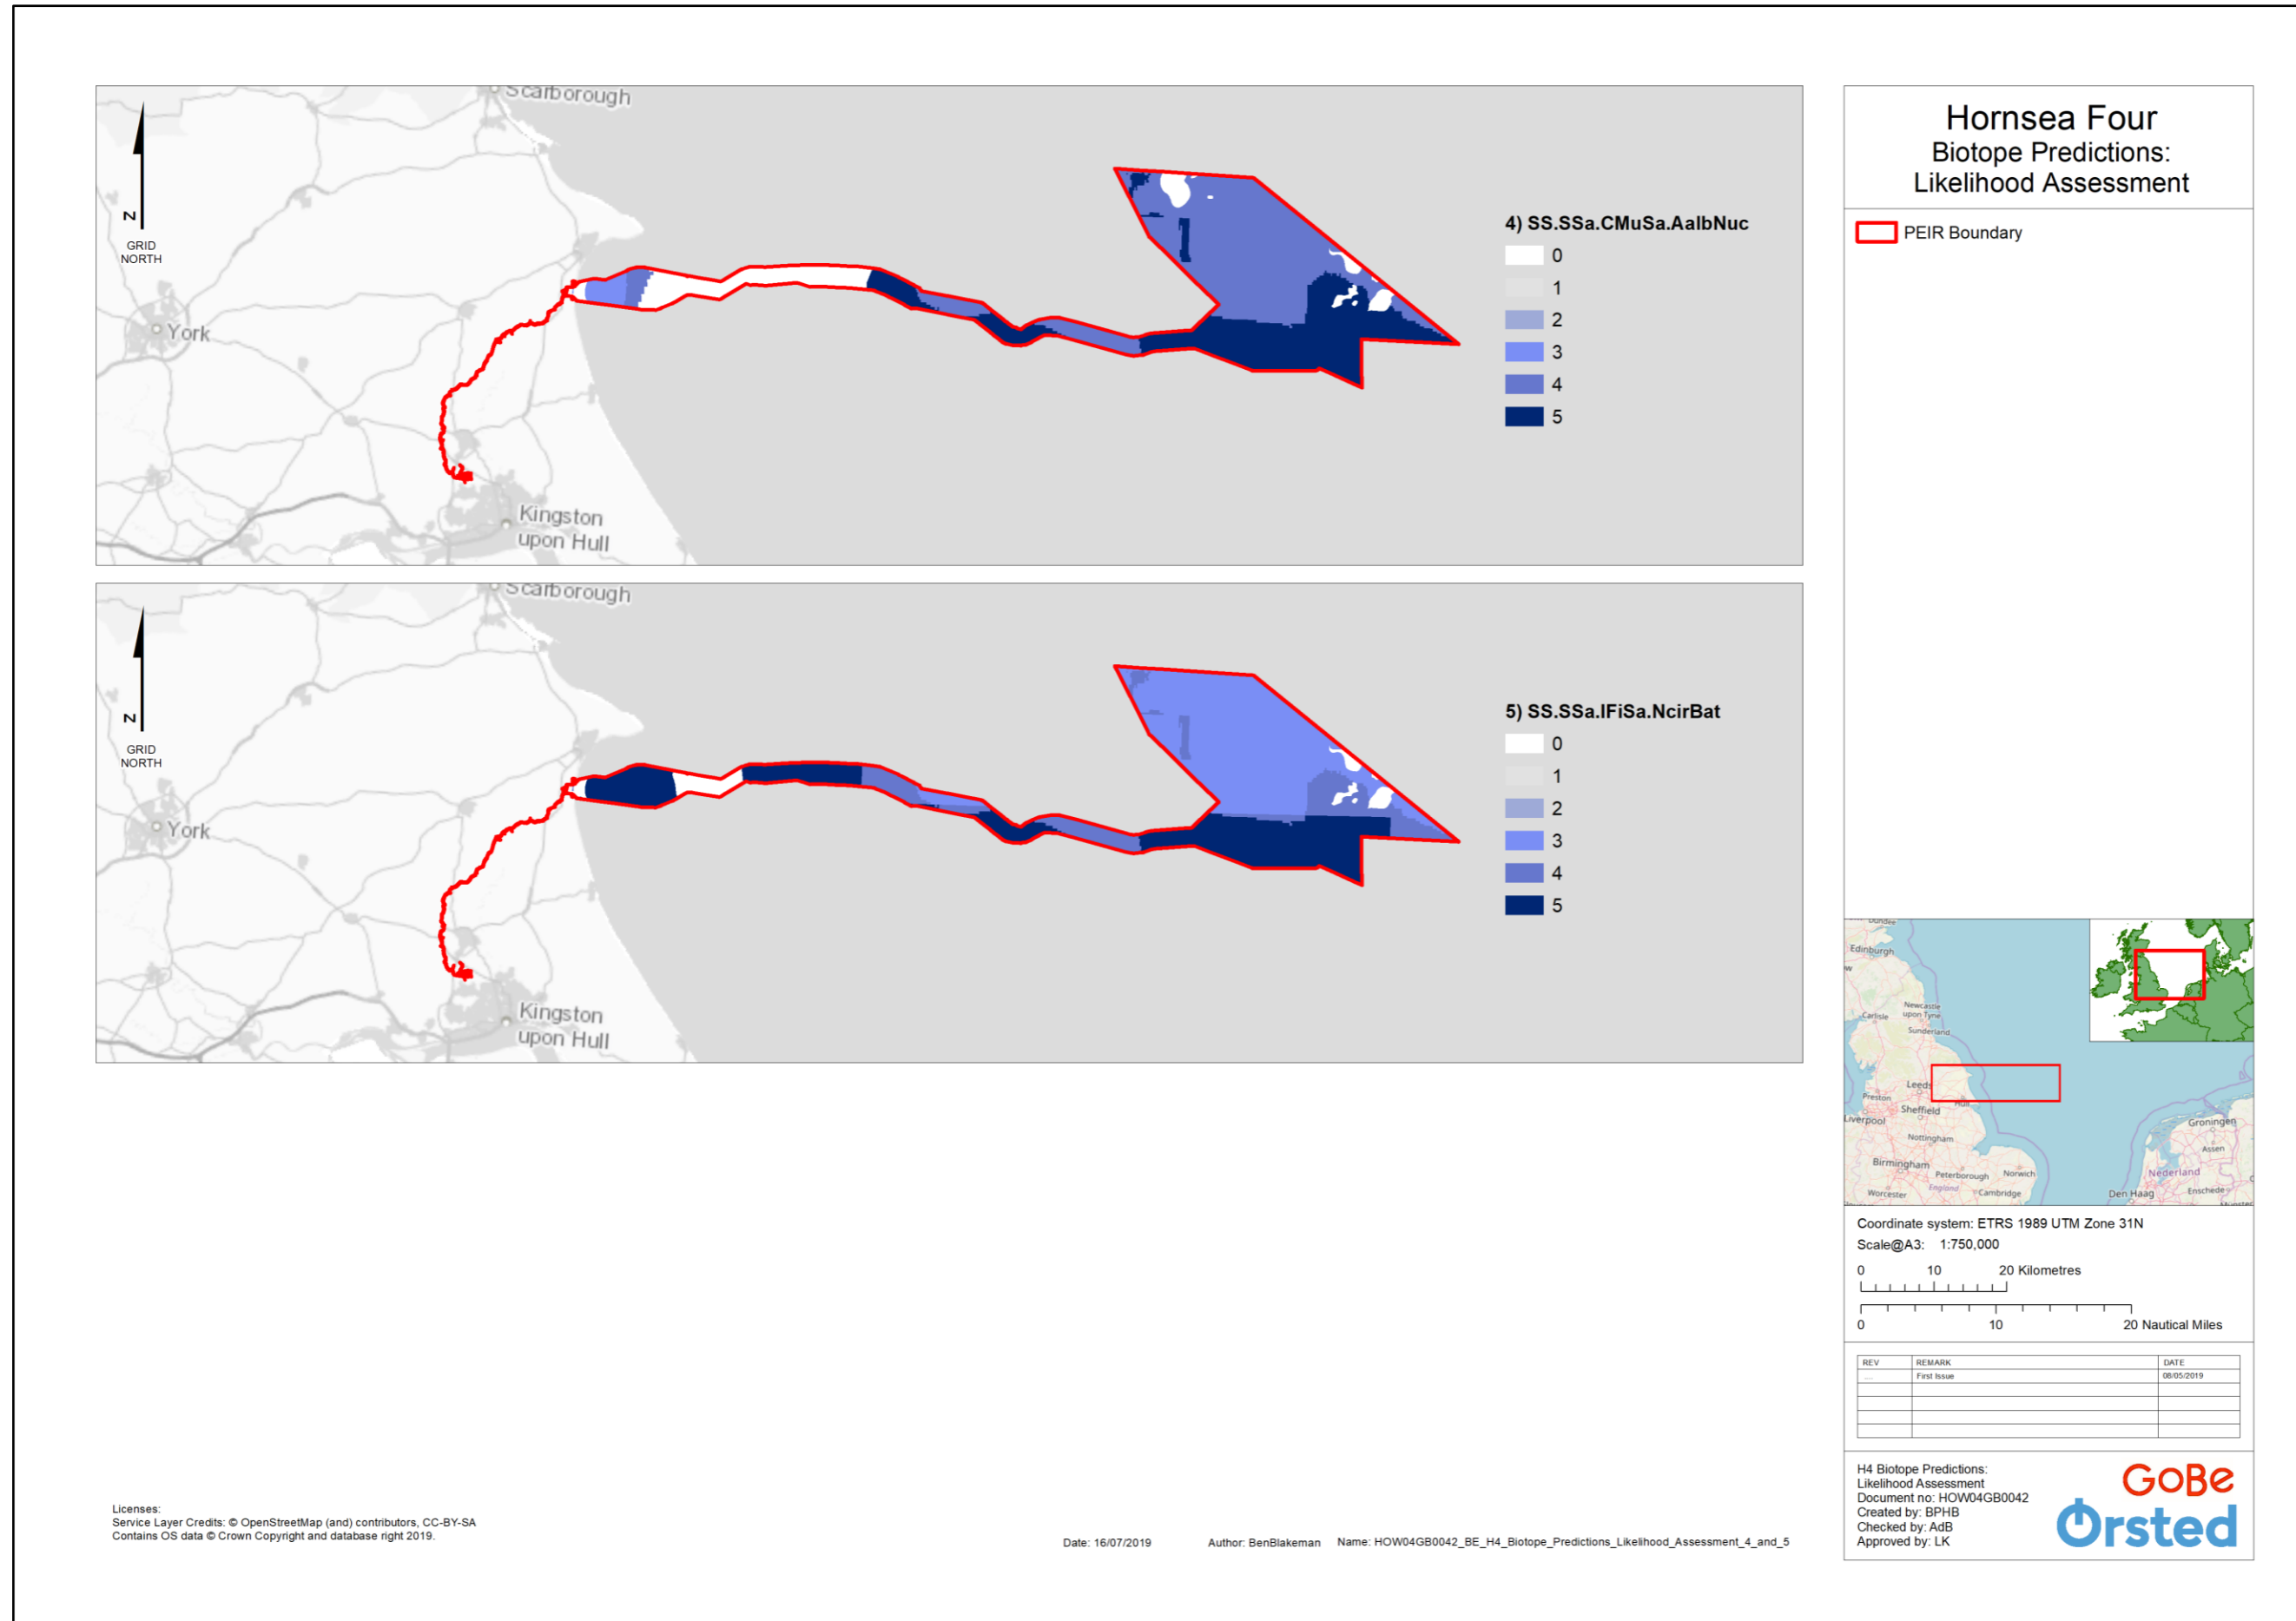 Scarborough
N
GRID
NORTH
York
Kingston
upon Hull
4) SS.SSa.CMuSa.AalbNuc
0
1
2
3
4
5
Scarborough
N
GRID
NORTH
York
Kingston
upon Hull
5) SS.SSa.IFiSa.NcirBat
0
1
2
3
4
5
Hornsea Four
Biotope Predictions:
Likelihood Assessment
PEIR Boundary
Dundee
Edinburgh
Newcastle
upon Tyne
Carlisle
Sunderland
Leeds
Preston
Hull
Sheffield
Liverpool
Nottingham
Birmingham
Peterborough
Norwich
England
Cambridge
Worcester
Groningen
Assen
Nederland
Den Haag
Enschede
Coordinate system: ETRS 1989 UTM Zone 31N
Scale@A3: 1:750,000
0 10 20 Kilometres
0 10 20 Nautical Miles
REV REMARK DATE
.... First Issue 08/05/2019
H4 Biotope Predictions:
Likelihood Assessment
Document no: HOW04GB0042
Created by: BPHB
Checked by: AdB
Approved by: LK
GoBe
Orsted
Licenses:
Service Layer Credits: © OpenStreetMap (and) contributors, CC-BY-SA
Contains OS data © Crown Copyright and database right 2019.
Date: 16/07/2019 Author: BenBlakeman Name: HOW04GB0042_BE_H4_Biotope_Predictions_Likelihood_Assessment_4_and_5